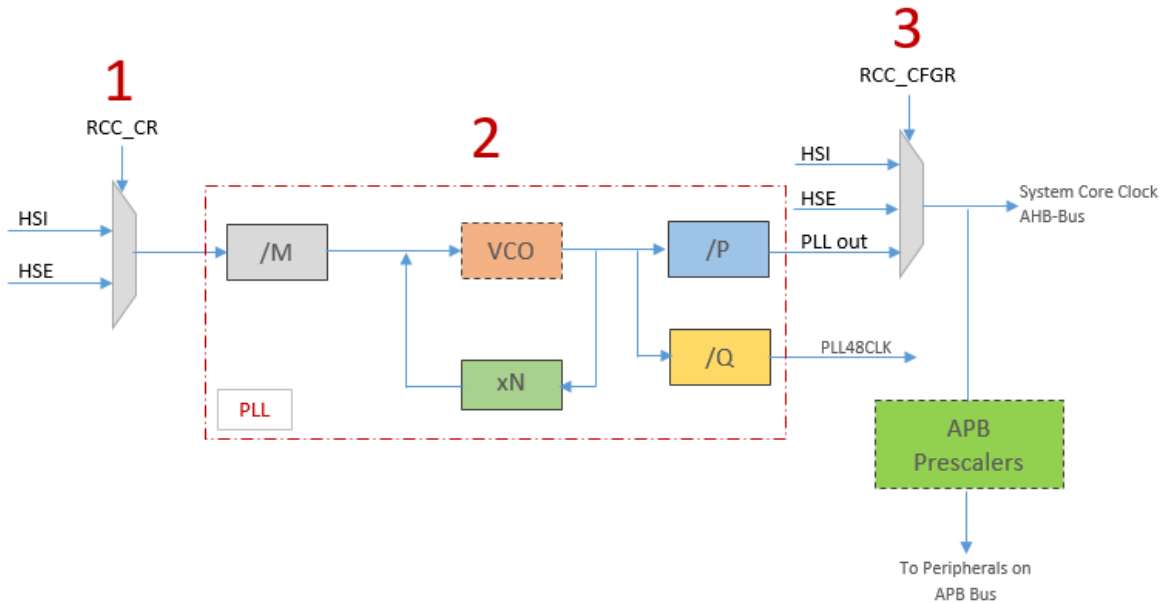 1
RCC_CR
HSI
HSE
2
/M
VCO
/P
xN
/Q
PLL
3
RCC_CFGR
HSI
HSE
PLL out
System Core Clock
AHB-Bus
PLL48CLK
APB
Prescalers
To Peripherals on
APB Bus